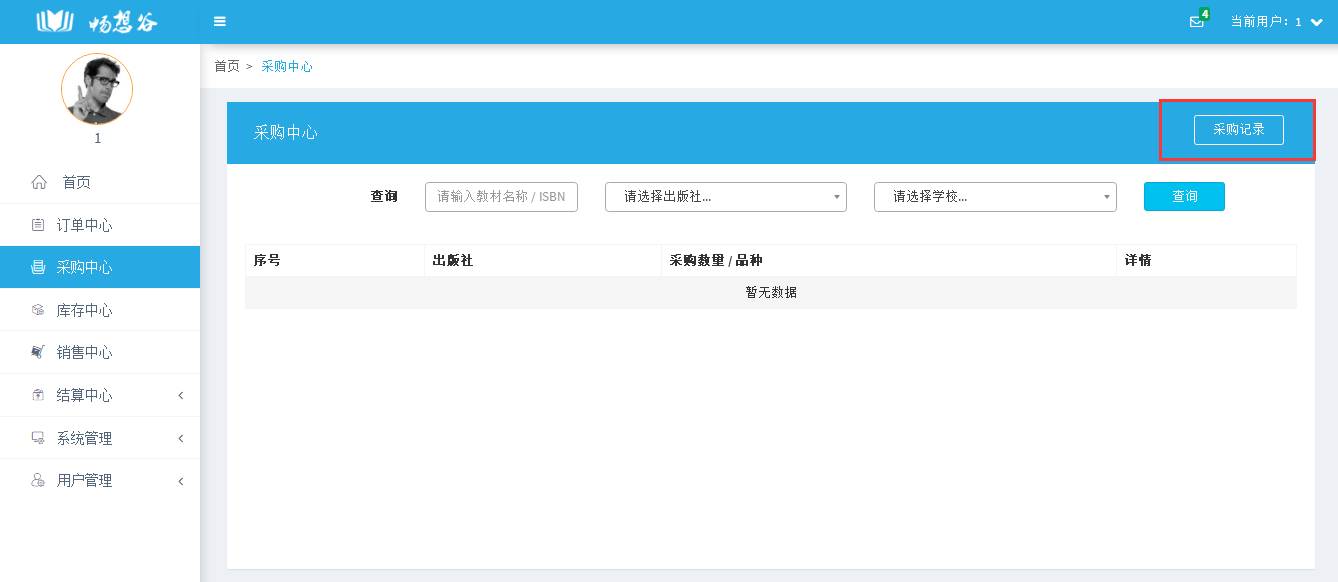 畅想谷
4
当前用户：1
1
首页
订单中心
采购中心
库存中心
销售中心
结算中心
系统管理
用户管理
首页 > 采购中心
采购中心
采购记录
查询 请输入教材名称 / ISBN 请选择出版社... 请选择学校... 查询
序号 出版社 采购数量 / 品种 详情
暂无数据